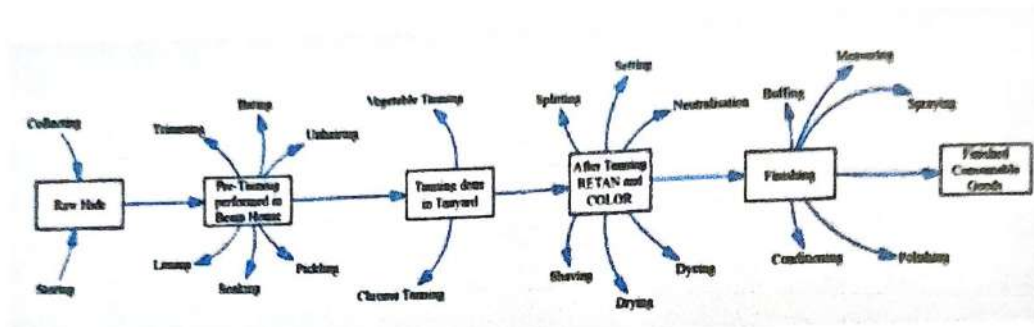 Collecting
Raw Hide
Storing
Trimming
Bating
Unhairing
Pre-Tanning
performed in
Beam House
Liming
Soaking
Pickling
Vegetable Tanning
Tanning done
in Tanyard
Chrome Tanning
Splitting
Setting
Neutralisation
After Tanning
RETAN and
COLOR
Shaving
Drying
Dyeing
Buffing
Measuring
Spraying
Finishing
Conditioning
Polishing
Finished
Consumable
Goods